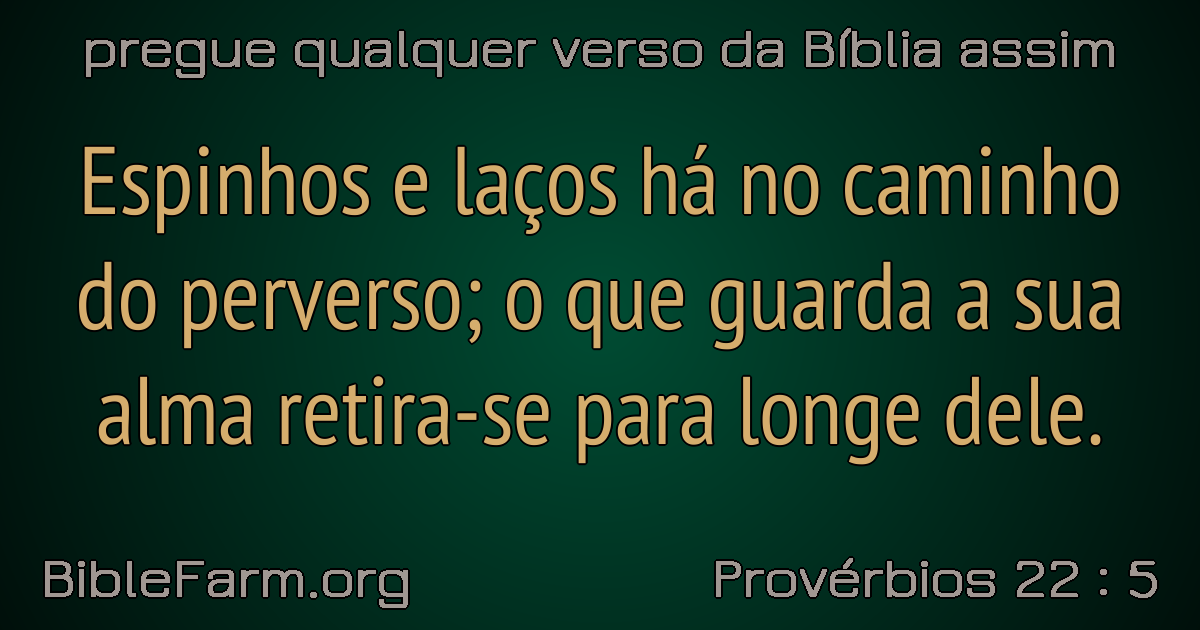 pregue qualquer verso da Bíblia assim
Espinhos e laços há no caminho
do perverso; o que guarda a sua
alma retira-se para longe dele.
BibleFarm.org
Provérbios 22 : 5